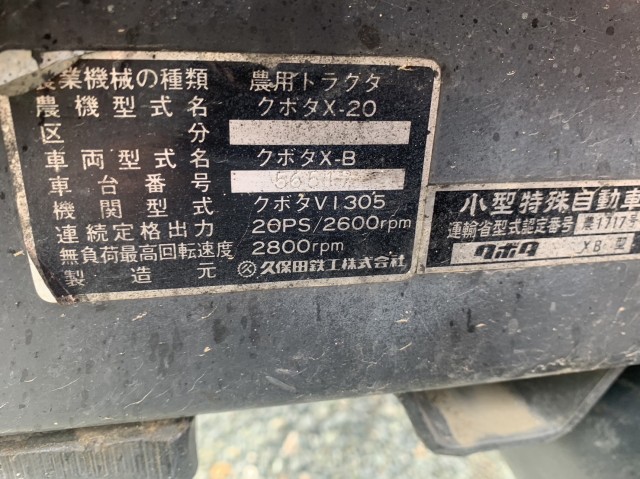 農業機械の種類 農用トラクタ
農機型式名 クボタX-20
区分
車両型式名 クボタX-B
車台番号
機関型式 クボタV1305
連続定格出力 20PS/2600rpm
無負荷最高回転速度 2800rpm
製造元 久保田鉄工株式会社
小型特殊自動車
運輸省型式認定番号 農1717号
クボタ XB 型